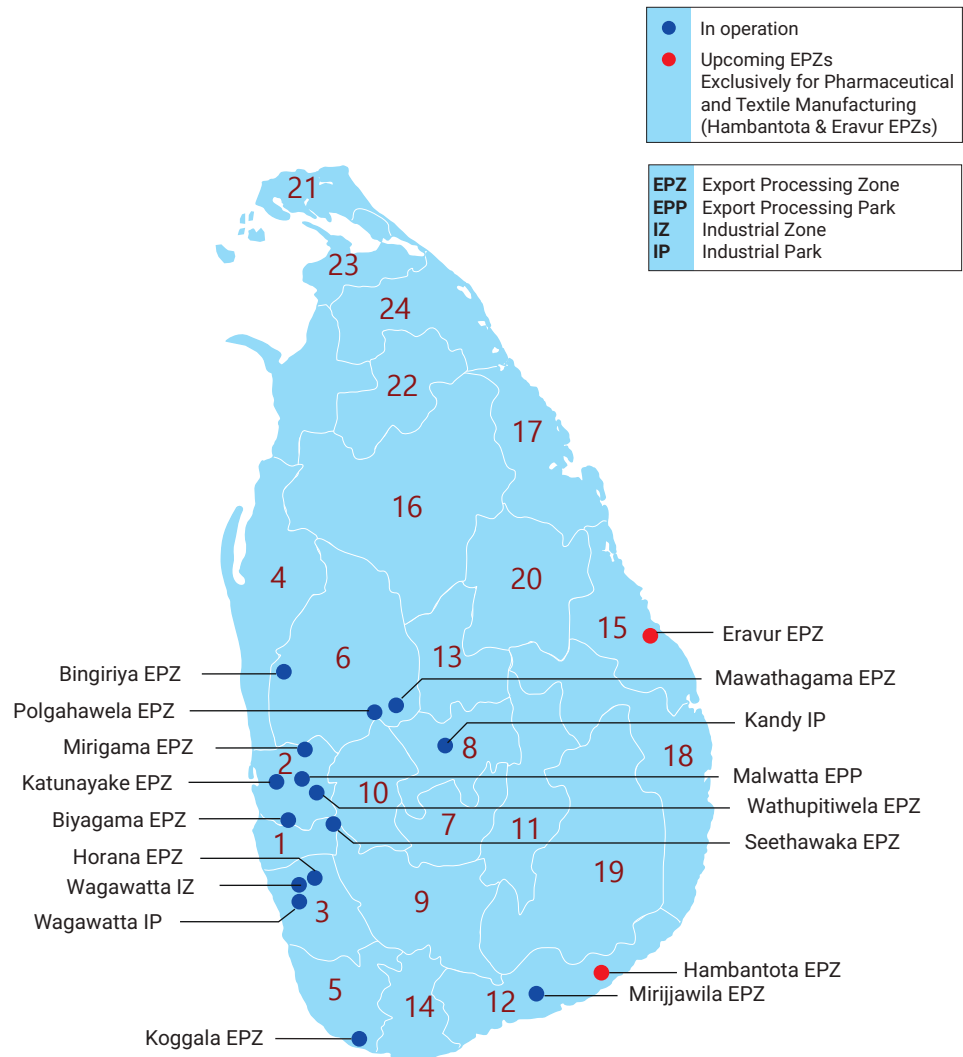 In operation
Upcoming EPZs
Exclusively for Pharmaceutical
and Textile Manufacturing
(Hambantota & Eravur EPZs)
EPZ Export Processing Zone
EPP Export Processing Park
IZ Industrial Zone
IP Industrial Park
21
23
24
22
17
16
4
20
15
Eravur EPZ
6
13
Bingiriya EPZ
Mawathagama EPZ
Polgahawela EPZ
Kandy IP
Mirigama EPZ
8
18
2
Katunayake EPZ
Malwatta EPP
10
Wathupitiwela EPZ
Biyagama EPZ
7
11
1
Seethawaka EPZ
Horana EPZ
19
Wagawatta IZ
9
3
Wagawatta IP
Hambantota EPZ
5
14
12
Mirijjawila EPZ
Koggala EPZ